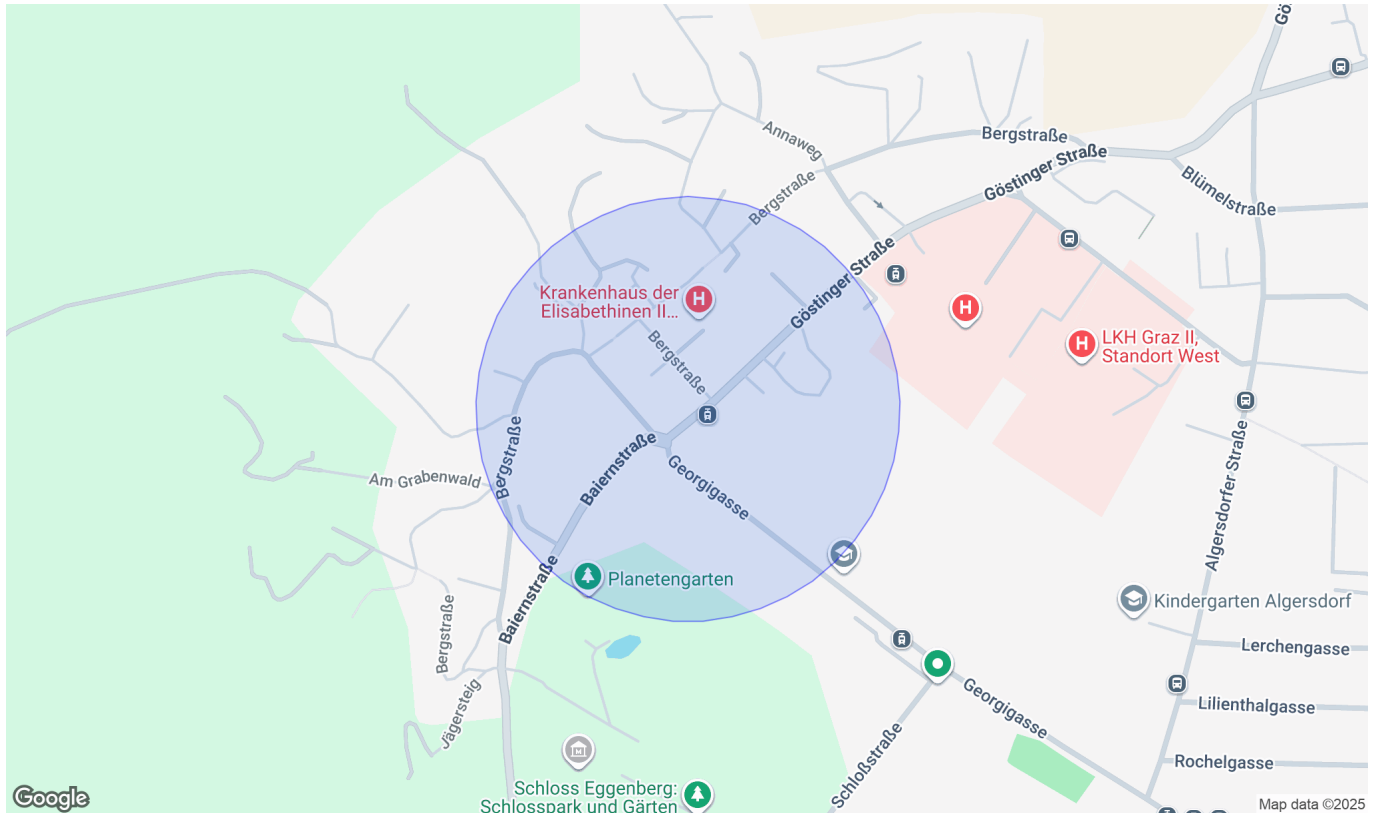 Gö
Annaweg
Bergstraße
Göstinger Straße
Bergstraße
Blümelstraße
Göstinger Straße
Krankenhaus der
Elisabethinen II...
H
H
H
LKH Graz II,
Standort West
Bergstraße
Bergstraße
Baiernstraße
Georgigasse
Am Grabenwald
Algersdorfer Straße
Planetengarten
Baiernstraße
Bergstraße
Kindergarten Algersdorf
Lerchengasse
Jägersteig
Georgigasse
Lilienthalgasse
Schloßstraße
Rochelgasse
Schloss Eggenberg:
Schlosspark und Gärten
Google
Map data ©2025